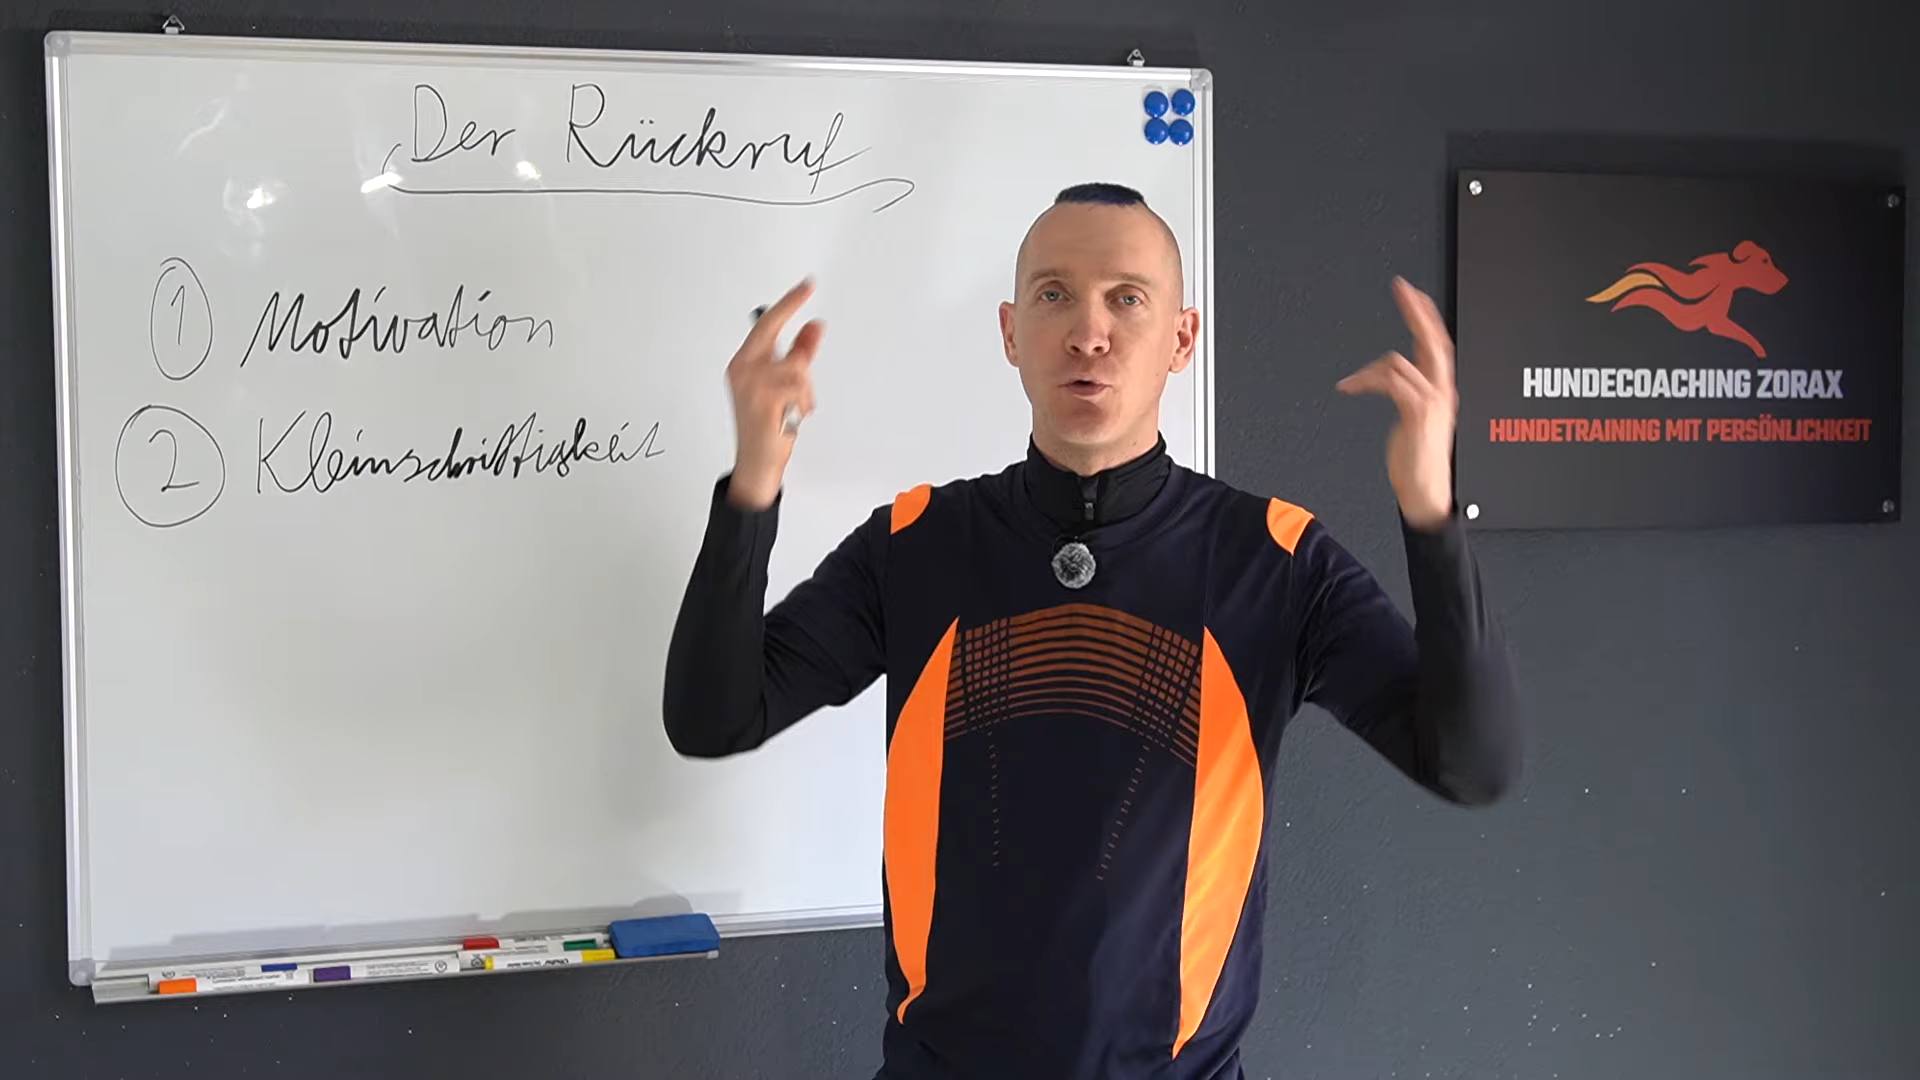 Der Rückruf
1 Motivation
2 Kleinschrittigkeit
HUNDECOACHING ZORAX
HUNDETRAINING MIT PERSÖNLICHKEIT